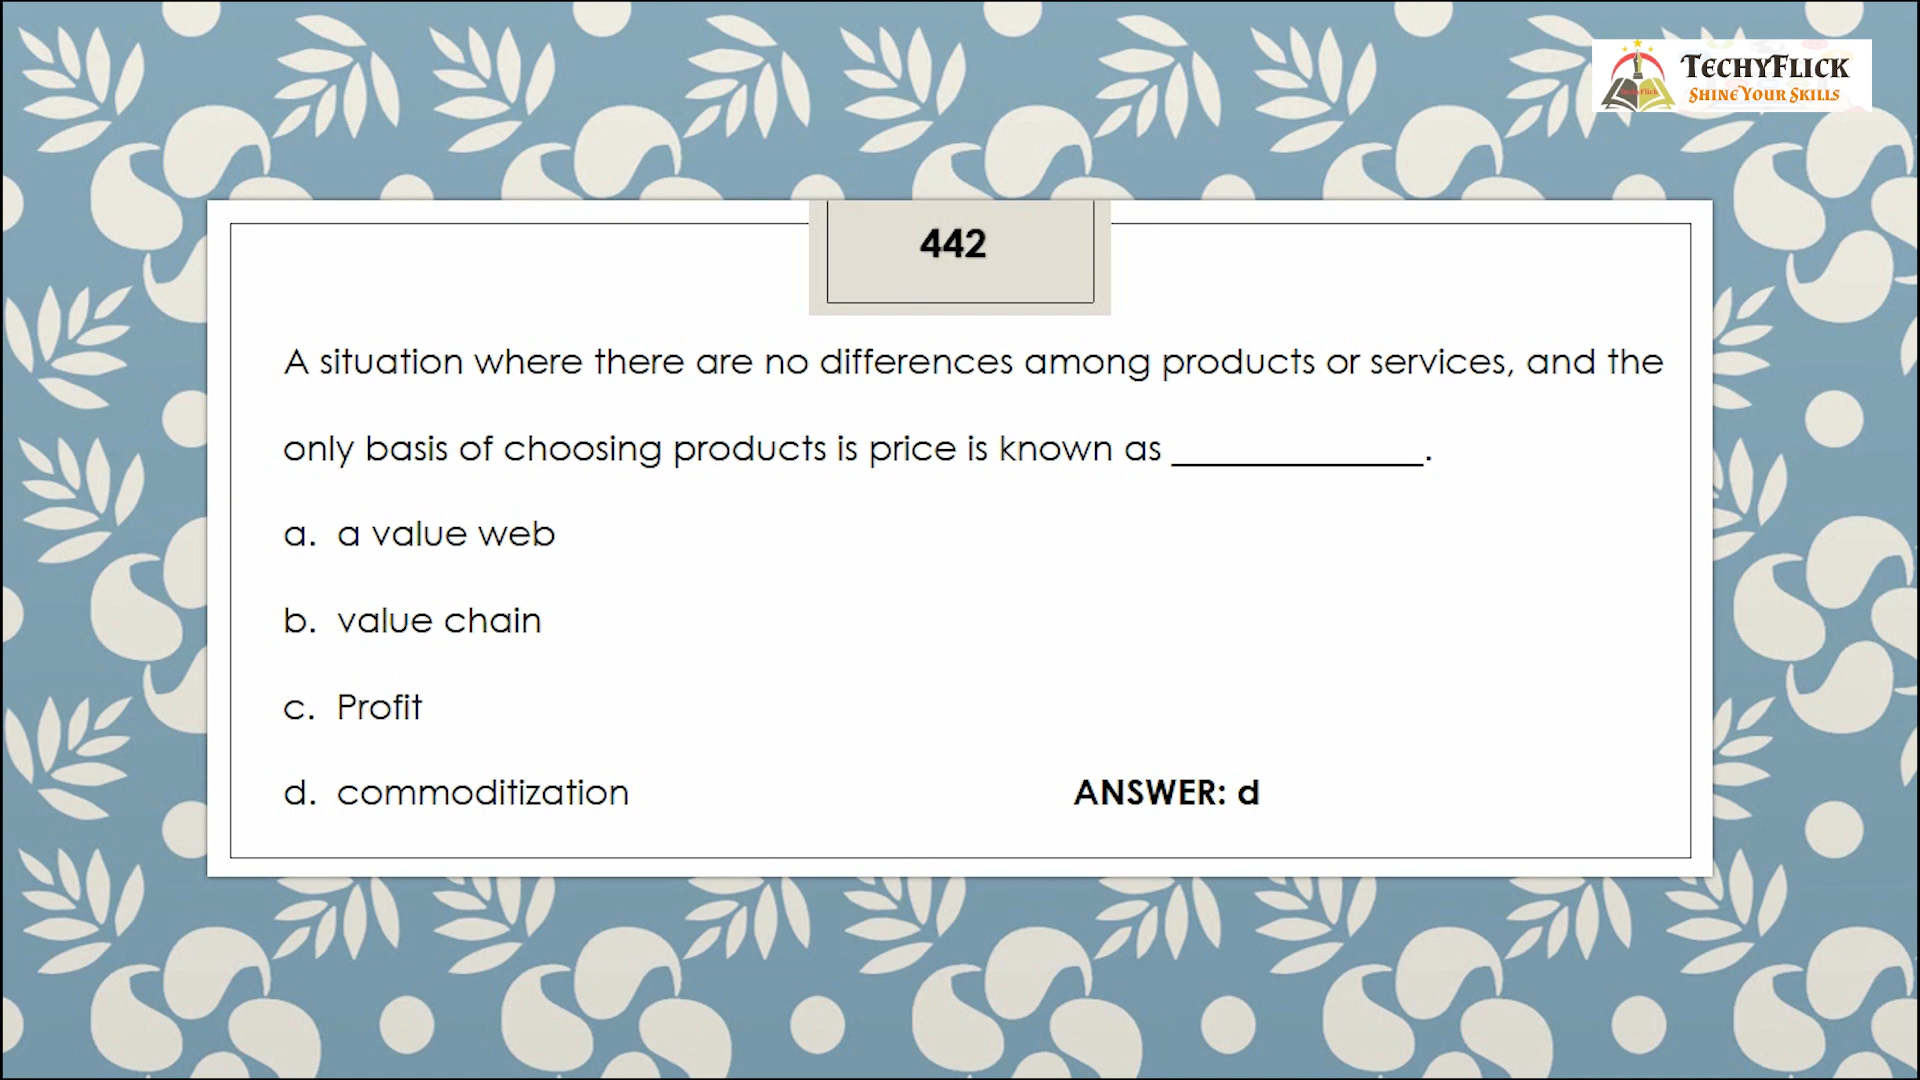 TECHYFLICK
SHINE YOUR SKILLS
442
A situation where there are no differences among products or services, and the
only basis of choosing products is price is known as ______________.
a. a value web
b. value chain
c. Profit
d. commoditization
ANSWER: d